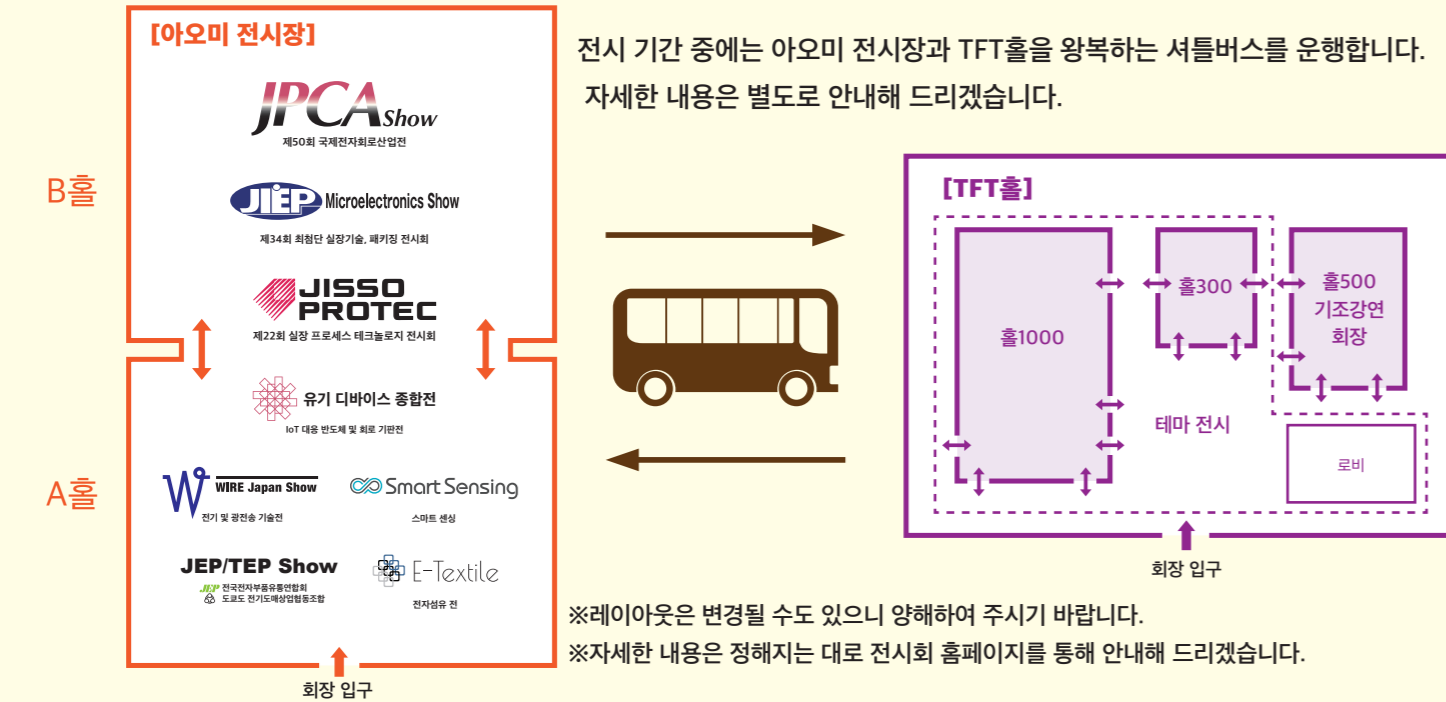 [아오미 전시장]
JPCA Show
제50회 국제전자회로산업전
B홀
JIEP Microelectronics Show
제34회 최첨단 실장기술, 패키징 전시회
JISSO
PROTEC
제22회 실장 프로세스 테크놀로지 전시회
유기 디바이스 종합전
IoT 대응 반도체 및 회로 기판전
A홀
W WIRE Japan Show
전기 및 광전송 기술전
Smart Sensing
스마트 센싱
JEP/TEP Show
JEP 전국전자부품유통연합회
도쿄도 전기도매상업협동조합
E-Textile
전자섬유 전
회장 입구
전시 기간 중에는 아오미 전시장과 TFT홀을 왕복하는 셔틀버스를 운행합니다.
자세한 내용은 별도로 안내해 드리겠습니다.
[TFT홀]
홀1000
홀300
홀500
기조강연
회장
테마 전시
로비
회장 입구
※레이아웃은 변경될 수도 있으니 양해하여 주시기 바랍니다.
※자세한 내용은 정해지는 대로 전시회 홈페이지를 통해 안내해 드리겠습니다.